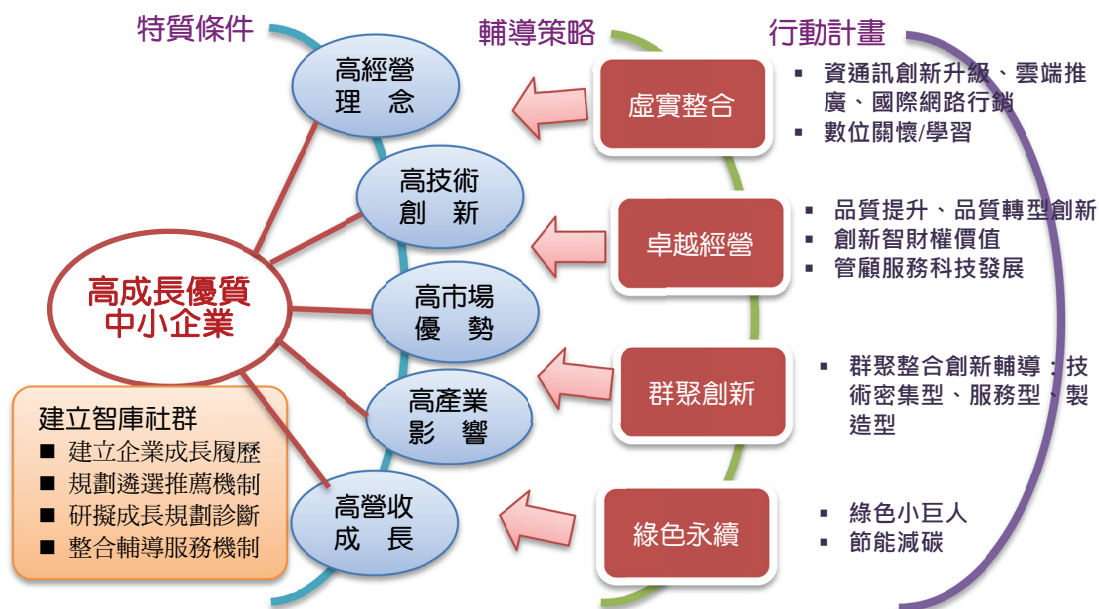 特質條件
輔導策略
行動計畫
高經營
理　念
高技術
創　新
高市場
優　勢
高產業
影　響
高營收
成　長
高成長優質
中小企業
建立智庫社群
■ 建立企業成長履歷
■ 規劃遴選推薦機制
■ 研擬成長規劃診斷
■ 整合輔導服務機制
虛實整合
卓越經營
群聚創新
綠色永續
▪ 資通訊創新升級、雲端推
廣、國際網路行銷
▪ 數位關懷/學習
▪ 品質提升、品質轉型創新
▪ 創新智財權價值
▪ 管顧服務科技發展
▪ 群聚整合創新輔導：技
術密集型、服務型、製
造型
▪ 綠色小巨人
▪ 節能減碳